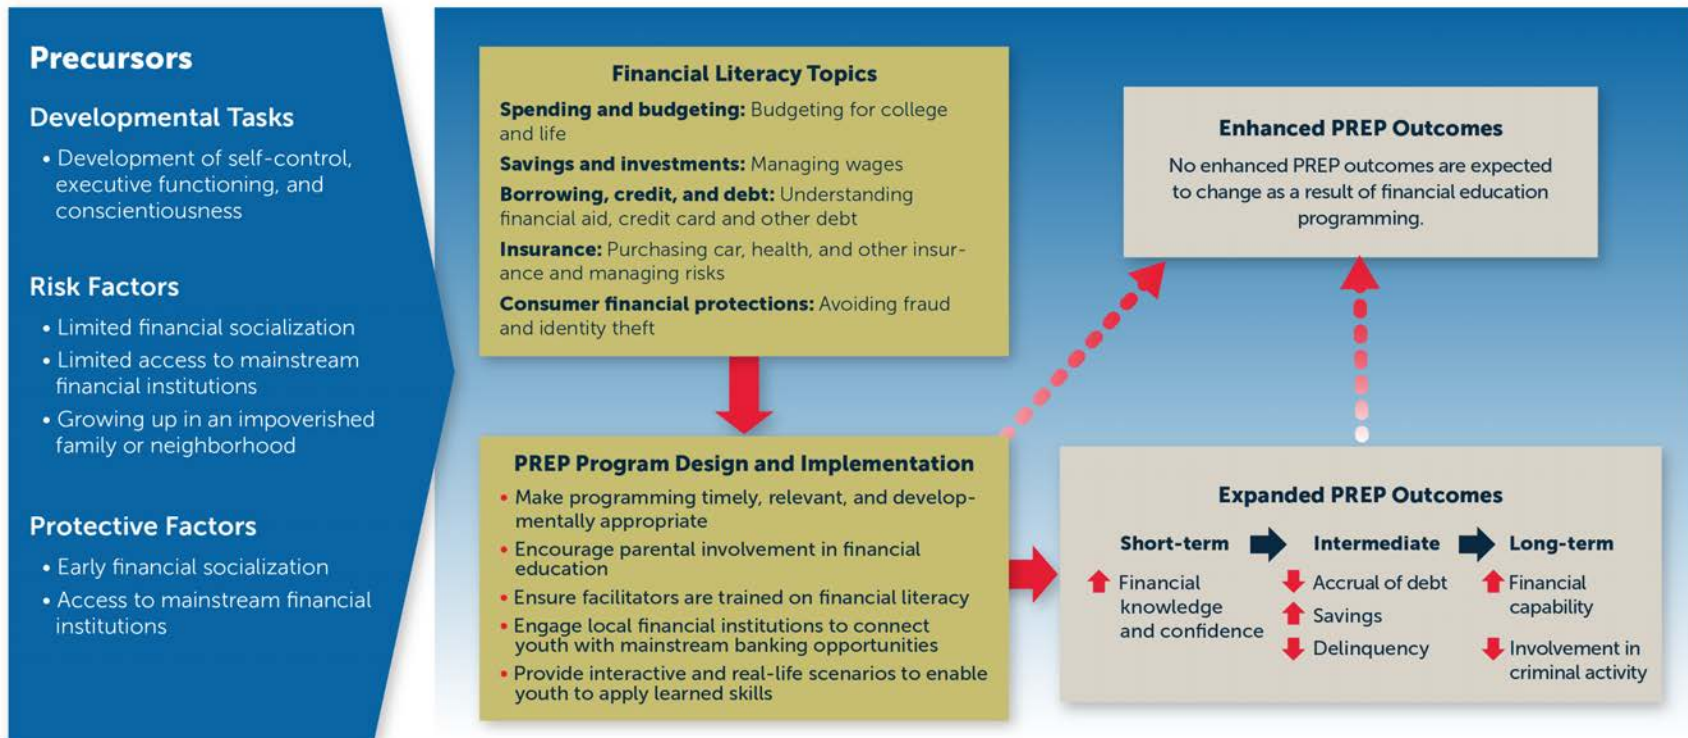 Precursors
Developmental Tasks
• Development of self-control,
executive functioning, and
conscientiousness
Risk Factors
• Limited financial socialization
• Limited access to mainstream
financial institutions
• Growing up in an impoverished
family or neighborhood
Protective Factors
• Early financial socialization
• Access to mainstream financial
institutions
Financial Literacy Topics
Spending and budgeting: Budgeting for college
and life
Savings and investments: Managing wages
Borrowing, credit, and debt: Understanding
financial aid, credit card and other debt
Insurance: Purchasing car, health, and other insur-
ance and managing risks
Consumer financial protections: Avoiding fraud
and identity theft
PREP Program Design and Implementation
• Make programming timely, relevant, and develop-
mentally appropriate
• Encourage parental involvement in financial
education
• Ensure facilitators are trained on financial literacy
• Engage local financial institutions to connect
youth with mainstream banking opportunities
• Provide interactive and real-life scenarios to enable
youth to apply learned skills
Enhanced PREP Outcomes
No enhanced PREP outcomes are expected
to change as a result of financial education
programming.
Expanded PREP Outcomes
Short-term
Financial
knowledge
and confidence
Intermediate
Accrual of debt
Savings
Delinquency
Long-term
Financial
capability
Involvement in
criminal activity